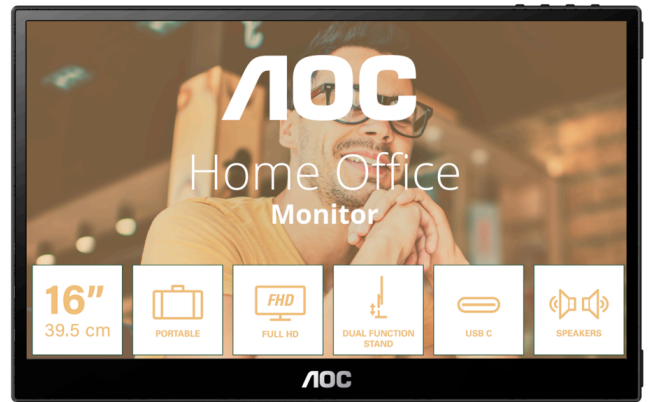 AOC
Home Office
Monitor
16”
39.5 cm
PORTABLE
FHD
FULL HD
DUAL FUNCTION
STAND
USB C
SPEAKERS
AOC